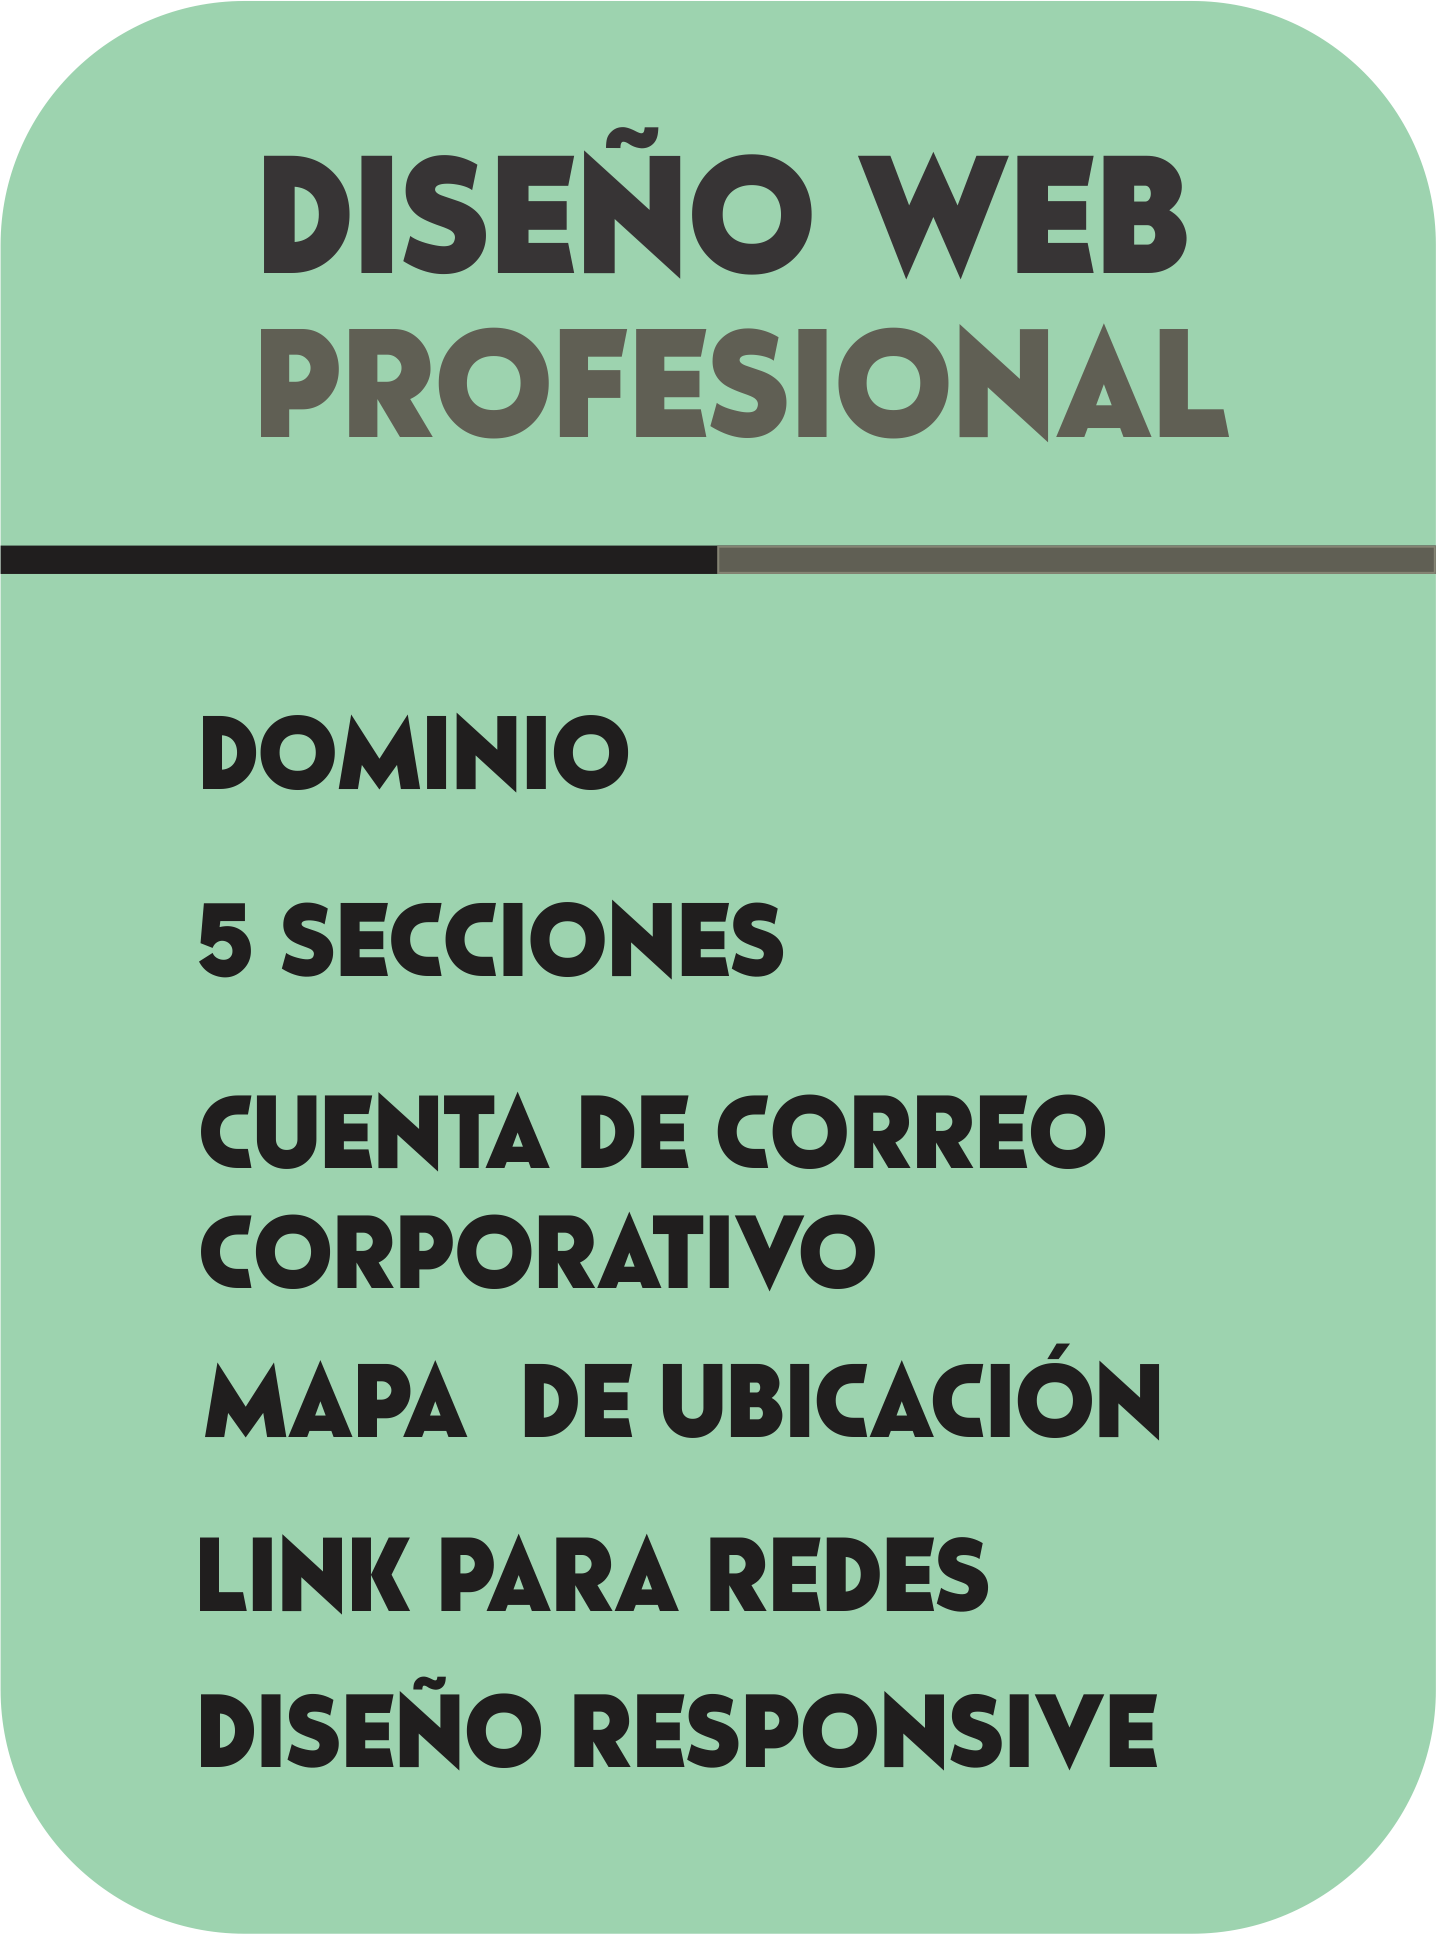 DISEÑO WEB
PROFESIONAL
DOMINIO
5 SECCIONES
CUENTA DE CORREO
CORPORATIVO
MAPA DE UBICACIÓN
LINK PARA REDES
DISEÑO RESPONSIVE